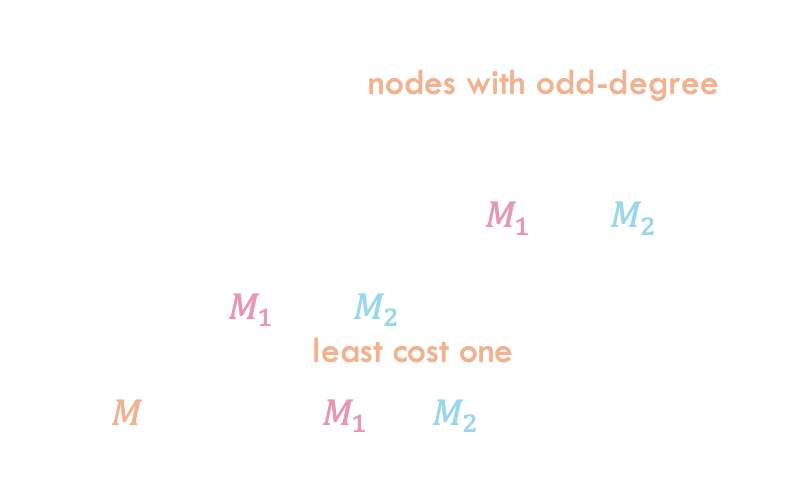 nodes with odd-degree
M₁ M₂
M₁ M₂
least cost one
M M₁ M₂